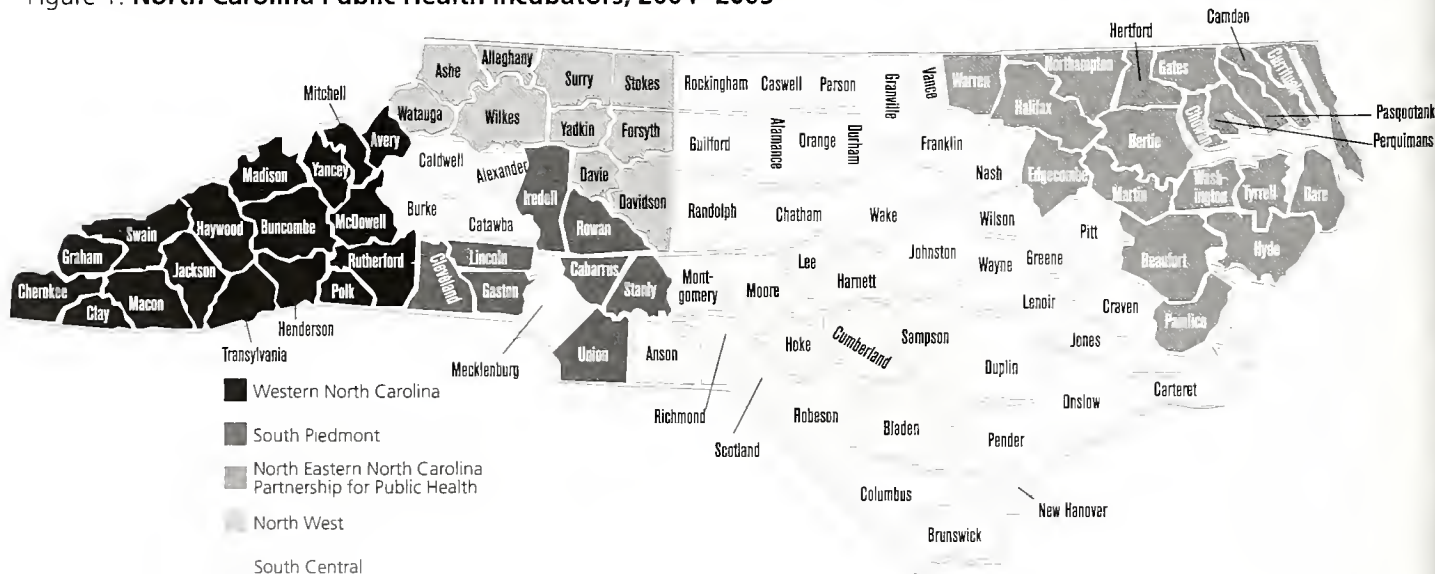 Figure 1. North Carolina Public Health Incubators, 2004–2005
Camden
Hertford
Ashe
Allaghany
Surry
Stokes
Rockingham
Caswell
Person
Granville
Vance
Warren
Northampton
Gates
Currituck
Mitchell
Watauga
Wilkes
Halifax
Pasquotank
Avery
Yadkin
Forsyth
Guilford
Alamance
Orange
Durham
Franklin
Bertie
Chowan
Perquimans
Madison
Yancey
Caldwell
Alexander
Davie
Nash
Edgecombe
Iredell
Martin
Wash-
ington
Tyrrell
Dare
Davidson
Swain
Haywood
Buncombe
McDowell
Burke
Catawba
Rowan
Randolph
Chatham
Wake
Wilson
Pitt
Graham
Jackson
Rutherford
Cleveland
Lincoln
Cabarrus
Stanly
Mont-
gomery
Lee
Johnston
Wayne
Greene
Beaufort
Hyde
Cherokee
Clay
Macon
Polk
Gaston
Moore
Harnett
Lenoir
Craven
Pamlico
Transylvania
Henderson
Mecklenburg
Union
Anson
Hoke
Cumberland
Sampson
Jones
Duplin
Carteret
Onslow
Richmond
Scotland
Robeson
Bladen
Pender
Columbus
New Hanover
Brunswick
Western North Carolina
South Piedmont
North Eastern North Carolina
Partnership for Public Health
North West
South Central